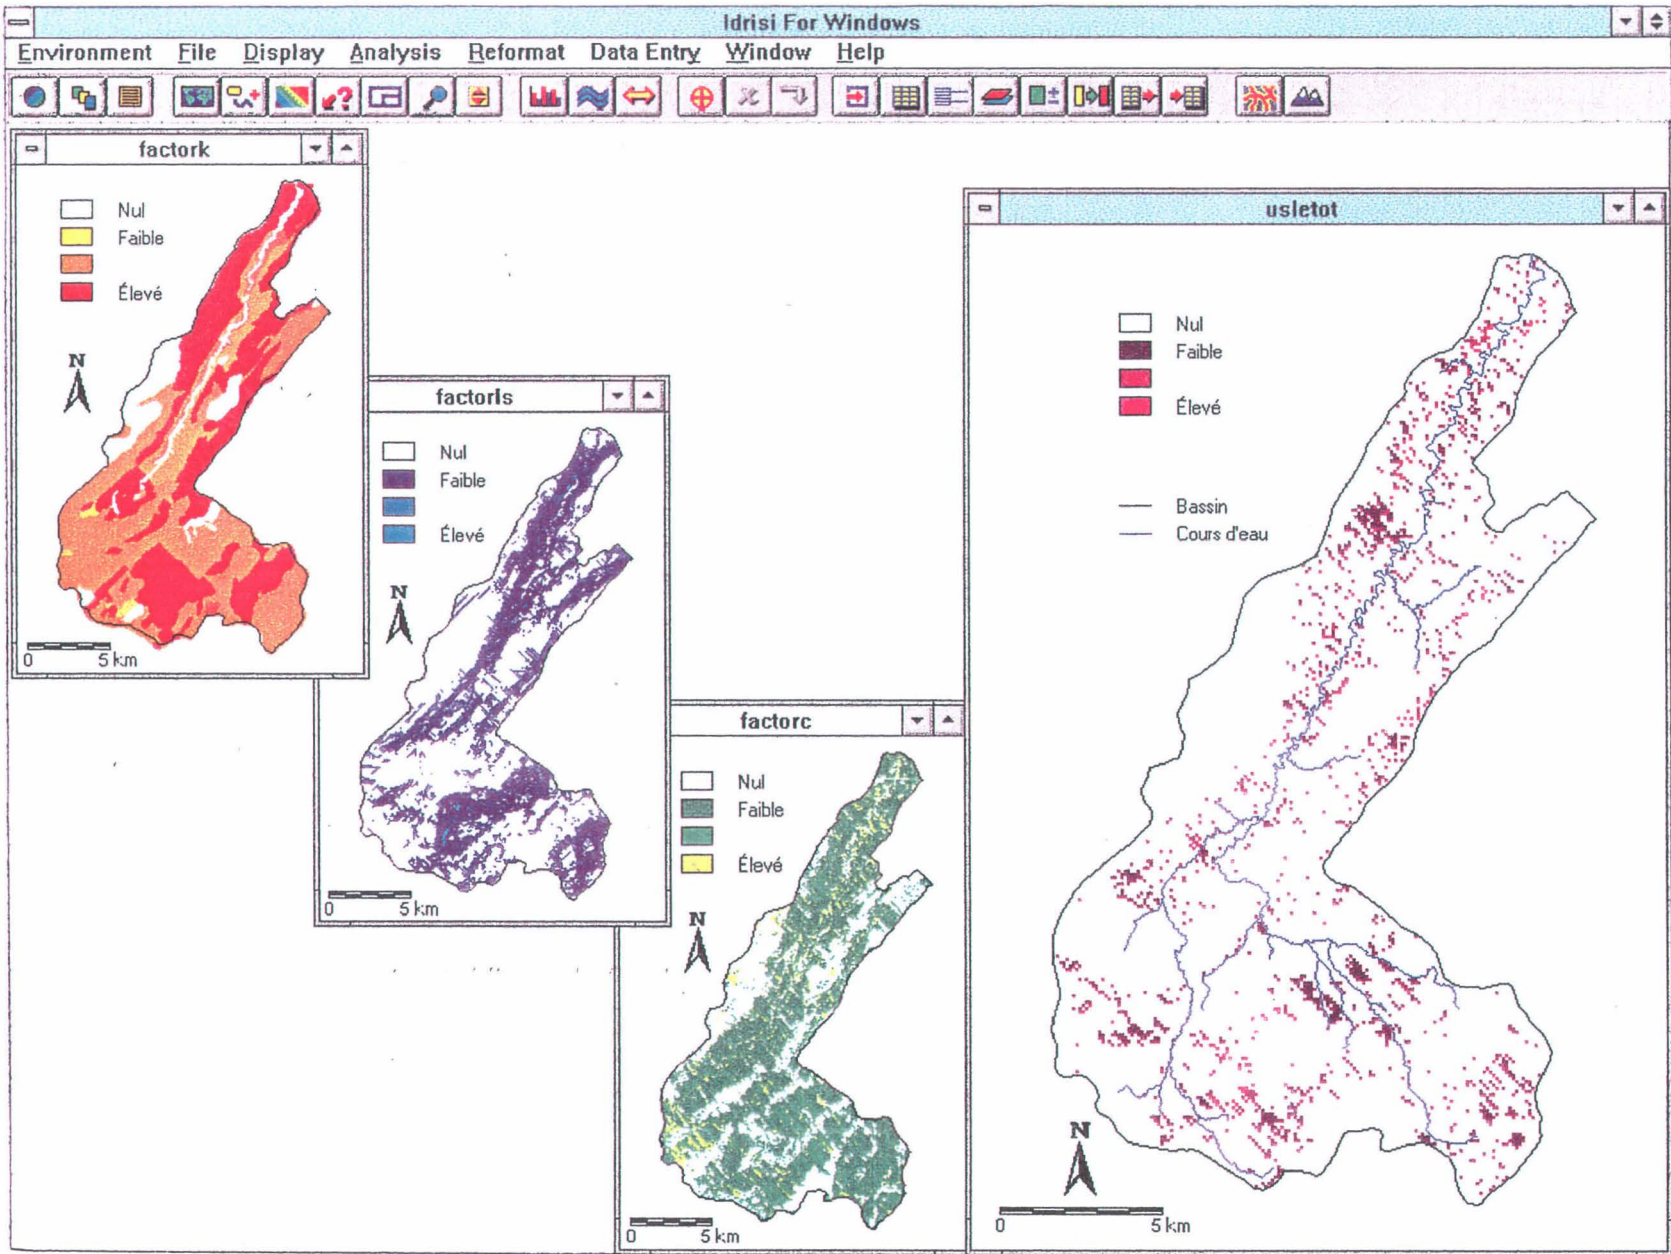 Idrisi For Windows
Environment File Display Analysis Reformat Data Entry Window Help
factork
Nul
Faible
Élevé
N
0 5 km
factorls
Nul
Faible
Élevé
N
0 5 km
factorc
Nul
Faible
Élevé
N
0 5 km
usletot
Nul
Faible
Élevé
Bassin
Cours d'eau
N
0 5 km